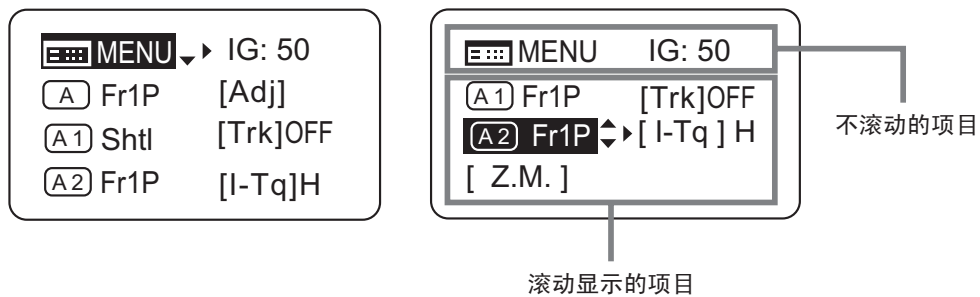 MENU IG: 50
A Fr1P [Adj]
A1 Shtl [Trk]OFF
A2 Fr1P [I-Tq]H
MENU IG: 50
A1 Fr1P [Trk]OFF
A2 Fr1P [ I-Tq ] H
[ Z.M. ]
不滚动的项目
滚动显示的项目